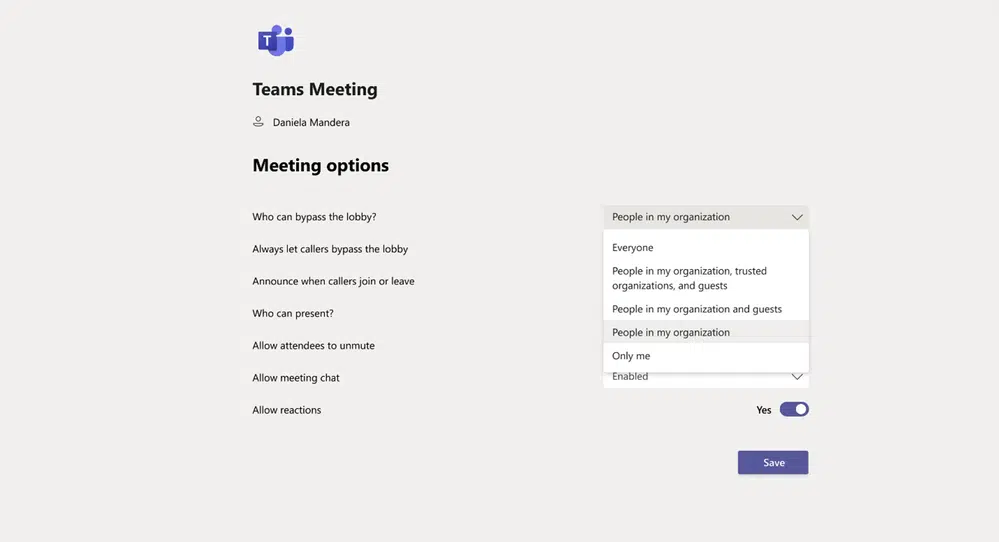 T
Teams Meeting
Daniela Mandera
Meeting options
Who can bypass the lobby?
People in my organization
Always let callers bypass the lobby
Everyone
People in my organization, trusted
organizations, and guests
Announce when callers join or leave
Who can present?
People in my organization and guests
People in my organization
Allow attendees to unmute
Only me
Allow meeting chat
Enabled
Allow reactions
Yes
Save